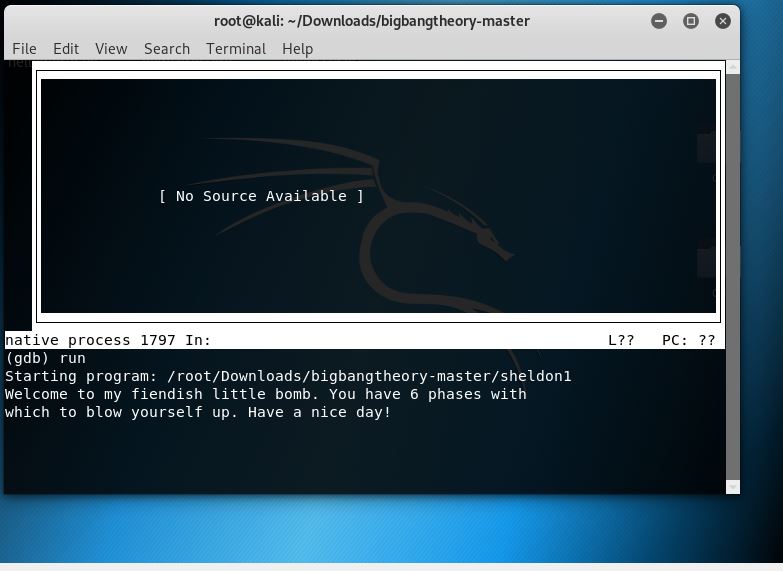 root@kali: ~/Downloads/bigbangtheory-master
File Edit View Search Terminal Help
[ No Source Available ]
native process 1797 In: L?? PC: ??
(gdb) run
Starting program: /root/Downloads/bigbangtheory-master/sheldon1
Welcome to my fiendish little bomb. You have 6 phases with
which to blow yourself up. Have a nice day!